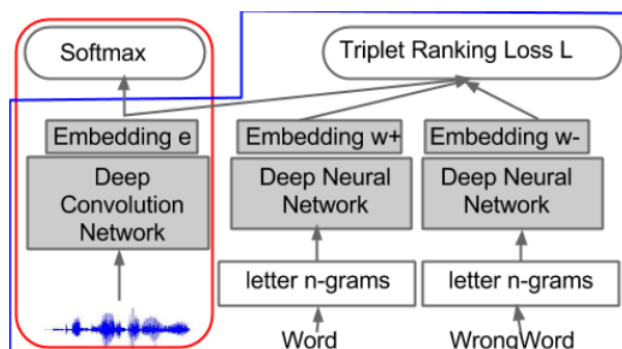 Softmax
Triplet Ranking Loss L
Embedding e
Embedding w+
Embedding w-
Deep
Convolution
Network
Deep Neural
Network
Deep Neural
Network
letter n-grams
letter n-grams
Word
WrongWord